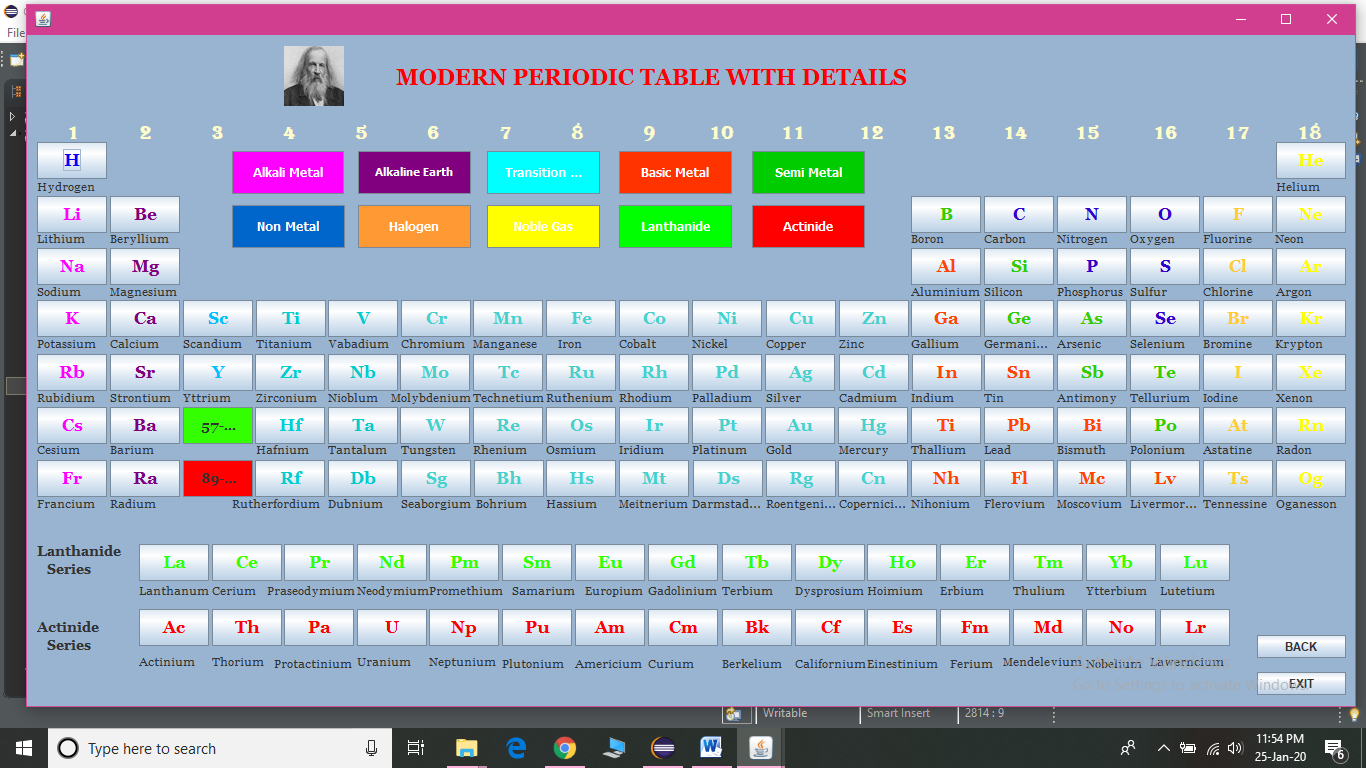 File
MODERN PERIODIC TABLE WITH DETAILS
1 2 3 4 5 6 7 8 9 10 11 12 13 14 15 16 17 18
H He
Hydrogen Helium
Alkali Metal Alkaline Earth Transition ... Basic Metal Semi Metal
Non Metal Halogen Noble Gas Lanthanide Actinide
Li Be B C N O F Ne
Lithium Beryllium Boron Carbon Nitrogen Oxygen Fluorine Neon
Na Mg Al Si P S Cl Ar
Sodium Magnesium Aluminium Silicon Phosphorus Sulfur Chlorine Argon
K Ca Sc Ti V Cr Mn Fe Co Ni Cu Zn Ga Ge As Se Br Kr
Potassium Calcium Scandium Titanium Vabadium Chromium Manganese Iron Cobalt Nickel Copper Zinc Gallium Germani... Arsenic Selenium Bromine Krypton
Rb Sr Y Zr Nb Mo Tc Ru Rh Pd Ag Cd In Sn Sb Te I Xe
Rubidium Strontium Yttrium Zirconium Nioblum Molybdenium Technetium Ruthenium Rhodium Palladium Silver Cadmium Indium Tin Antimony Tellurium Iodine Xenon
Cs Ba 57-... Hf Ta W Re Os Ir Pt Au Hg Ti Pb Bi Po At Rn
Cesium Barium Hafnium Tantalum Tungsten Rhenium Osmium Iridium Platinum Gold Mercury Thallium Lead Bismuth Polonium Astatine Radon
Fr Ra 89-... Rf Db Sg Bh Hs Mt Ds Rg Cn Nh Fl Mc Lv Ts Og
Francium Radium Rutherfordium Dubnium Seaborgium Bohrium Hassium Meitnerium Darmstad... Roentgeni... Copernici... Nihonium Flerovium Moscovium Livermor... Tennessine Oganesson
Lanthanide
Series
La Ce Pr Nd Pm Sm Eu Gd Tb Dy Ho Er Tm Yb Lu
Lanthanum Cerium Praseodymium Neodymium Promethium Samarium Europium Gadolinium Terbium Dysprosium Hoimium Erbium Thulium Ytterbium Lutetium
Actinide
Series
Ac Th Pa U Np Pu Am Cm Bk Cf Es Fm Md No Lr
Actinium Thorium Protactinium Uranium Neptunium Plutonium Americium Curium Berkelium Californium Einestinium Ferium Mendelevium Nobelium Lawerncium
BACK
Go to Settings to activate Windows.
EXIT
Writable Smart Insert 2814 : 9
Type here to search
11:54 PM
25-Jan-20
6